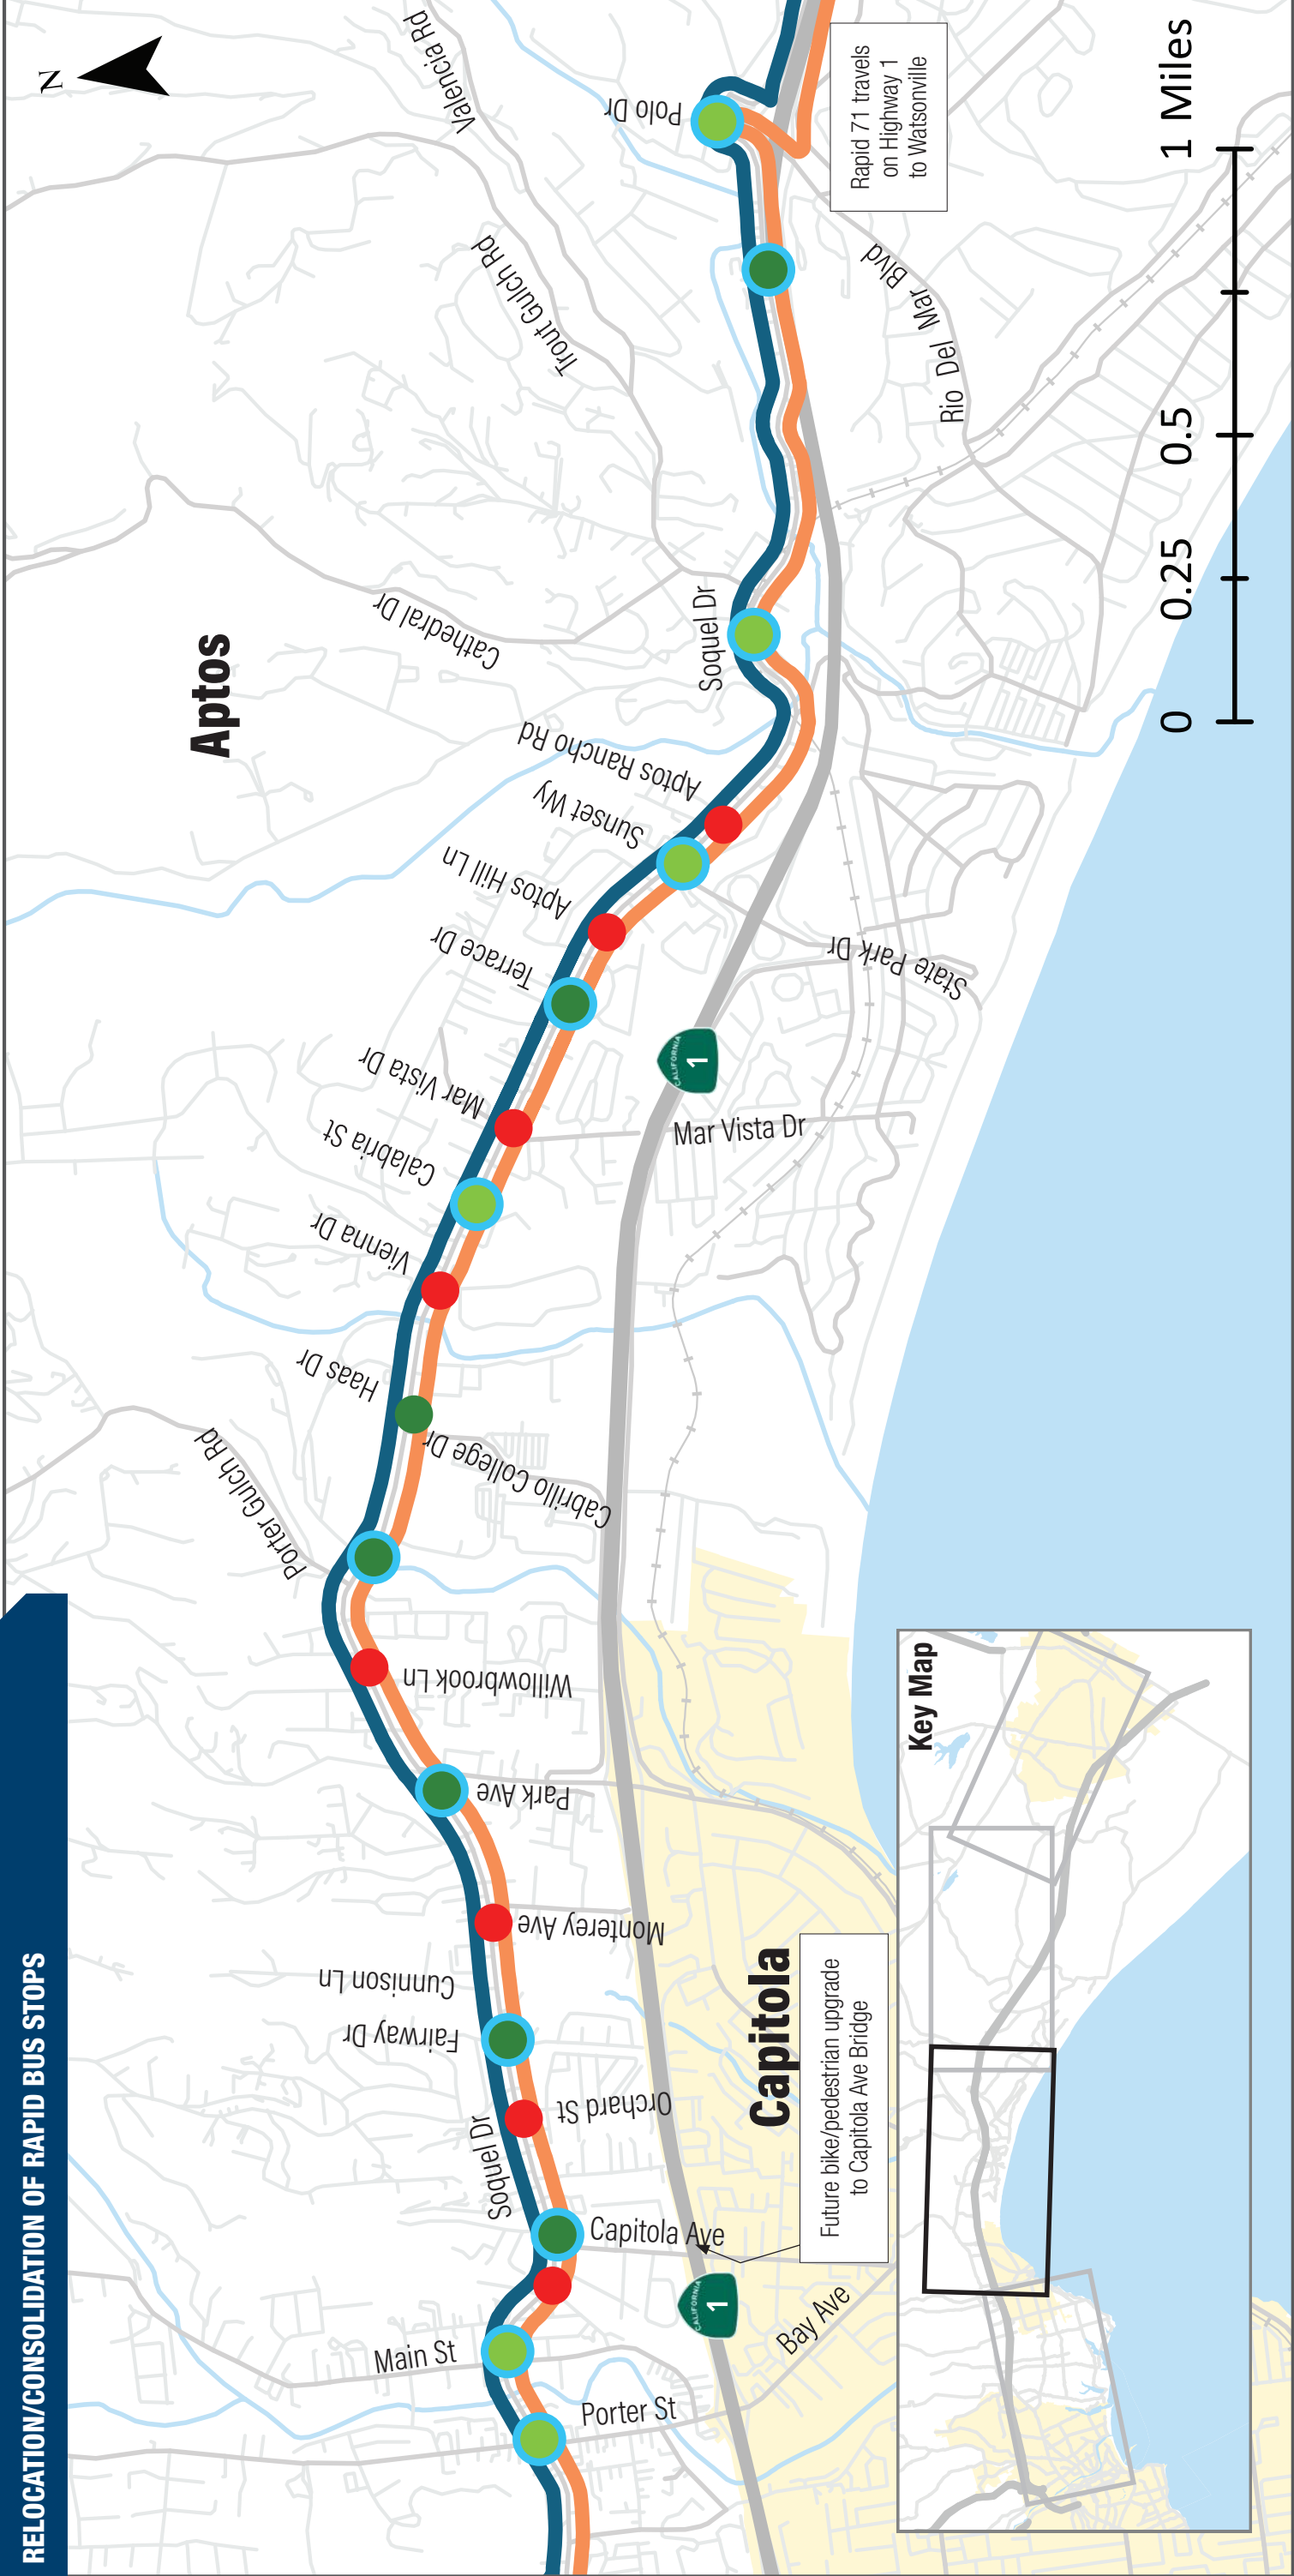 RELOCATION/CONSOLIDATION OF RAPID BUS STOPS
N
Valencia Rd
Polo Dr
Rapid 71 travels
on Highway 1
to Watsonville
Trout Gulch Rd
Rio Del Mar Blvd
Aptos
Cathedral Dr
Soquel Dr
Aptos Rancho Rd
Sunset Wy
Aptos Hill Ln
Terrace Dr
State Park Dr
CALIFORNIA
1
Mar Vista Dr
Mar Vista Dr
Calabria St
Vienna Dr
Haas Dr
Cabrillo College Dr
Porter Gulch Rd
Willowbrook Ln
Park Ave
Monterey Ave
Cunnison Ln
Fairway Dr
Orchard St
Soquel Dr
Capitola Ave
Capitola
Future bike/pedestrian upgrade
to Capitola Ave Bridge
CALIFORNIA
1
Bay Ave
Main St
Porter St
Key Map
0 0.25 0.5 1 Miles